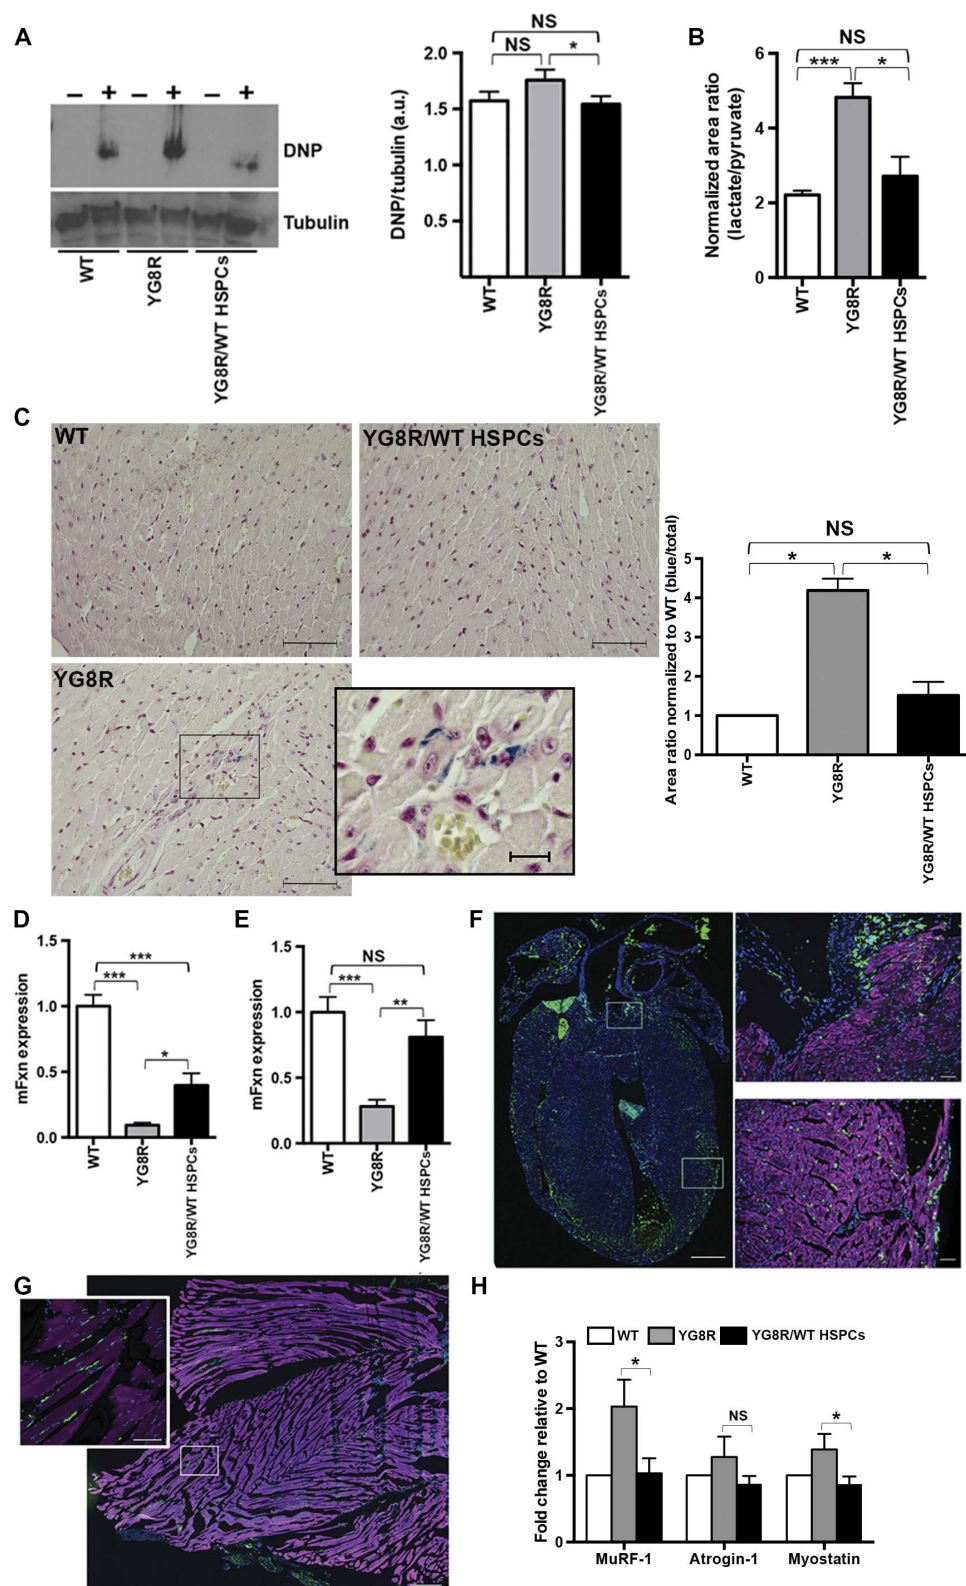 A
− + − + − +
DNP
Tubulin
WT
YG8R
YG8R/WT HSPCs
NS
NS *
DNP/tubulin (a.u.)
2.0
1.5
1.0
0.5
WT
YG8R
YG8R/WT HSPCs
B
NS
*** *
Normalized area ratio
(lactate/pyruvate)
6
4
2
0
WT
YG8R
YG8R/WT HSPCs
C
WT
YG8R/WT HSPCs
YG8R
NS
* *
Area ratio normalized to WT (blue/total)
5
4
3
2
1
0
WT
YG8R
YG8R/WT HSPCs
D
***
***
*
mFxn expression
1.5
1.0
0.5
0.0
WT
YG8R
YG8R/WT HSPCs
E
NS
***
**
mFxn expression
1.5
1.0
0.5
0.0
WT
YG8R
YG8R/WT HSPCs
F
G
H
WT YG8R YG8R/WT HSPCs
Fold change relative to WT
3
2
1
0
*
NS
*
MuRF-1 Atrogin-1 Myostatin